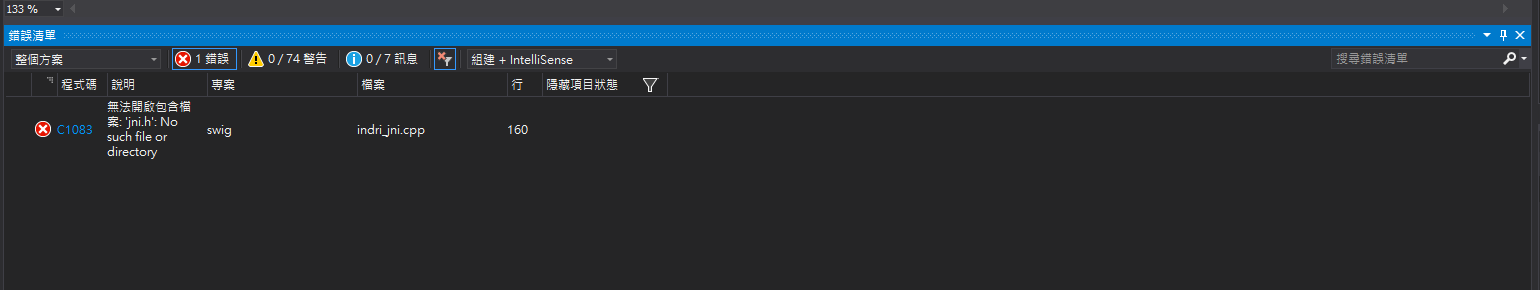 133 %
錯誤清單
整個方案 1 錯誤 0 / 74 警告 0 / 7 訊息 組建 + IntelliSense 搜尋錯誤清單
程式碼 說明 專案 檔案 行 隱藏項目狀態
C1083 無法開啟包含檔
案: 'jni.h': No
such file or
directory
swig indri_jni.cpp 160